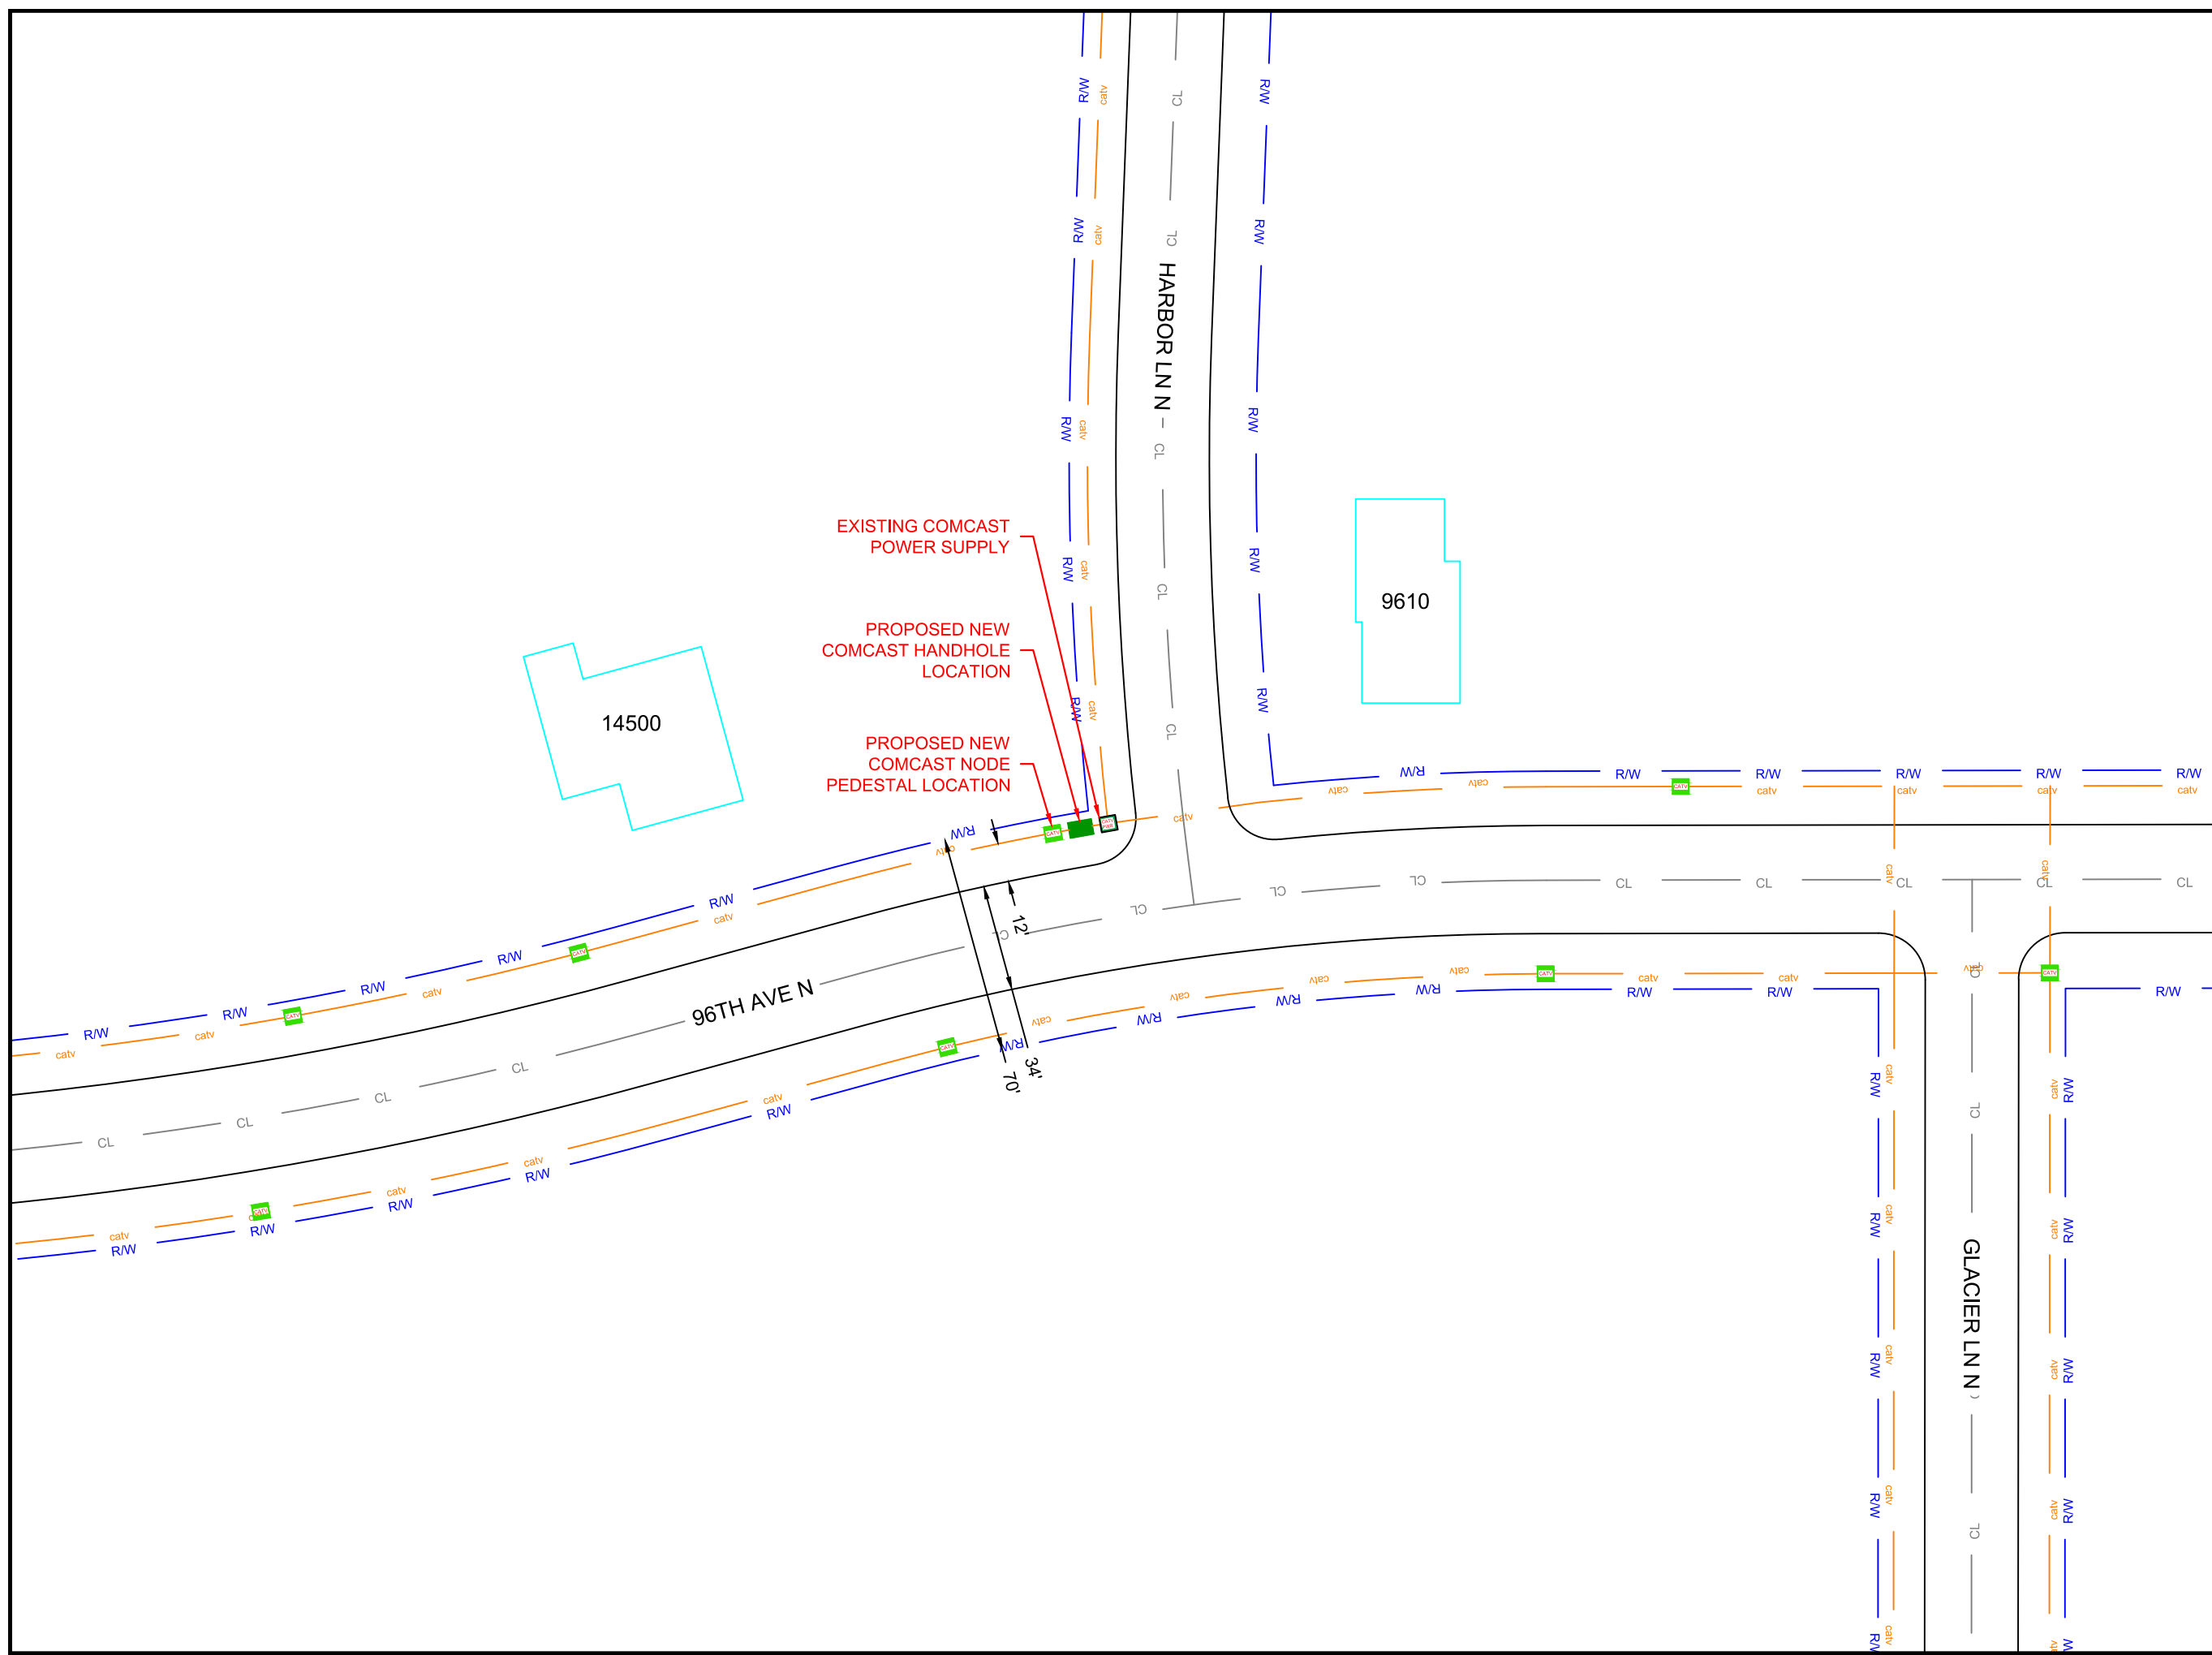 HARBOR LN N
EXISTING COMCAST
POWER SUPPLY
PROPOSED NEW
COMCAST HANDHOLE
LOCATION
PROPOSED NEW
COMCAST NODE
PEDESTAL LOCATION
14500
9610
96TH AVE N
12'
34'
70'
GLACIER LN N
R/W
catv
CL
CATV